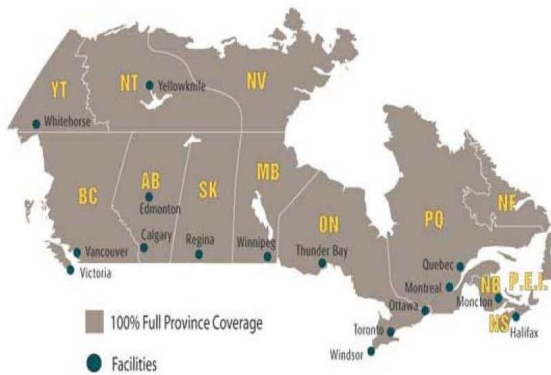 YT
NT
NV
Yellowknife
Whitehorse
BC
AB
SK
MB
ON
PQ
NF
Edmonton
Calgary
Regina
Winnipeg
Thunder Bay
Vancouver
Victoria
Quebec
Montreal
Ottawa
NB
P.E.I.
Moncton
NS
Halifax
Toronto
Windsor
100% Full Province Coverage
Facilities